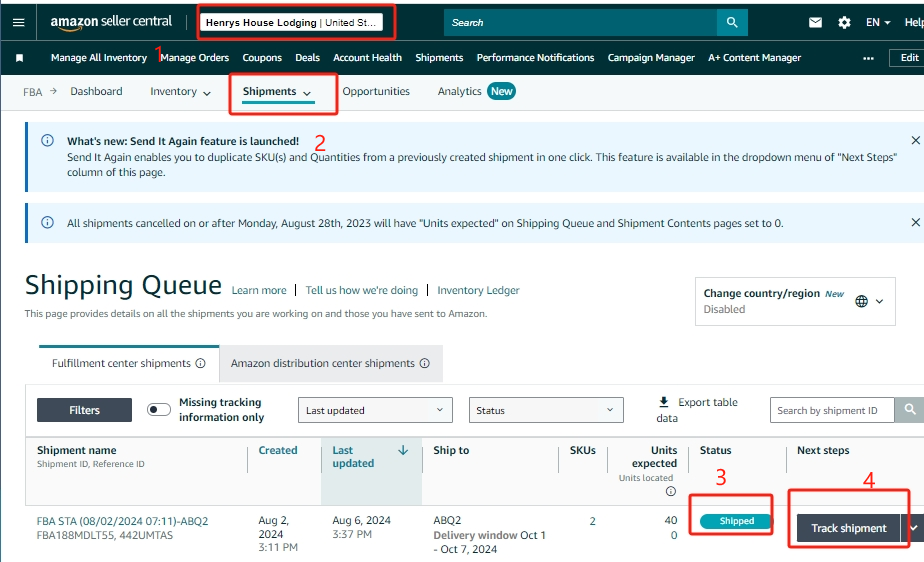 amazon seller central
Henrys House Lodging | United St...
Search
EN
Help
1
Manage All Inventory
Manage Orders
Coupons
Deals
Account Health
Shipments
Performance Notifications
Campaign Manager
A+ Content Manager
...
Edit
FBA
Dashboard
Inventory
Shipments
Opportunities
Analytics
New
2
What's new: Send It Again feature is launched!
Send It Again enables you to duplicate SKU(s) and Quantities from a previously created shipment in one click. This feature is available in the dropdown menu of "Next Steps"
column of this page.
All shipments cancelled on or after Monday, August 28th, 2023 will have "Units expected" on Shipping Queue and Shipment Contents pages set to 0.
Shipping Queue
Learn more | Tell us how we're doing | Inventory Ledger
This page provides details on all the shipments you are working on and those you have sent to Amazon.
Change country/region New
Disabled
Fulfillment center shipments
Amazon distribution center shipments
Filters
Missing tracking
information only
Last updated
Status
Export table
data
Search by shipment ID
Shipment name
Shipment ID, Reference ID
Created
Last
updated
Ship to
SKUs
Units
expected
Units located
Status
Next steps
3
4
FBA STA (08/02/2024 07:11)-ABQ2
FBA188MDLT55, 442UMTAS
Aug 2,
2024
3:11 PM
Aug 6, 2024
3:37 PM
ABQ2
Delivery window Oct 1
- Oct 7, 2024
2
40
0
Shipped
Track shipment